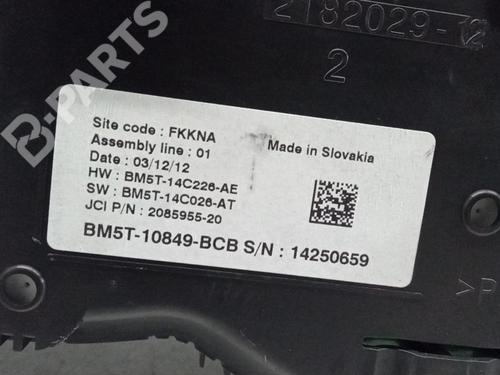 2182029-12
2
B-PARTS
Site code : FKKNA
Assembly line : 01
Made in Slovakia
Date : 03/12/12
HW : BM5T-14C226-AE
SW : BM5T-14C026-AT
JCI P/N : 2085955-20
BM5T-10849-BCB S/N : 14250659
>P